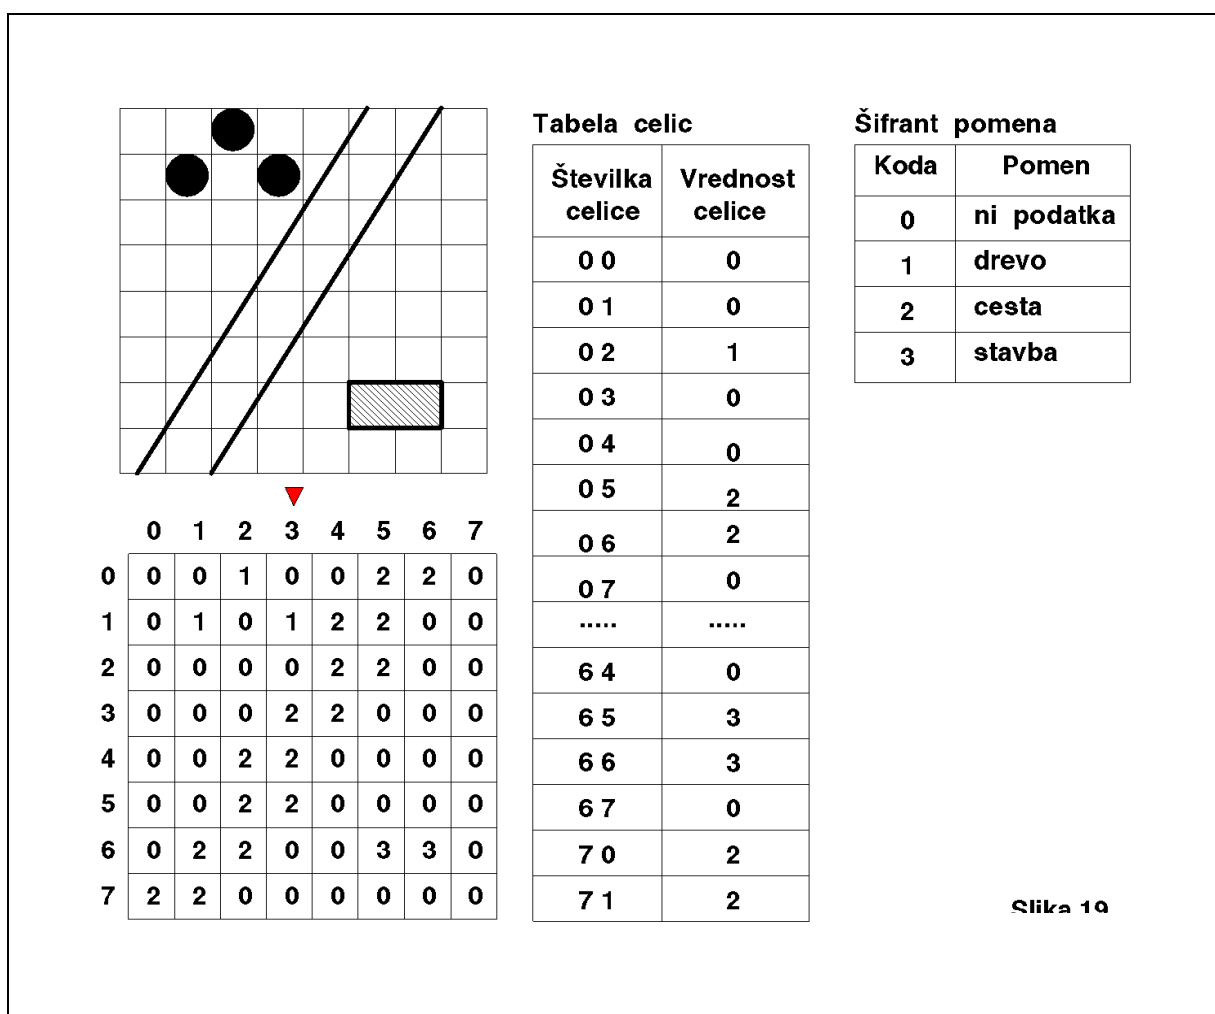 Tabela celic
Številka celice Vrednost celice
0 0 0
0 1 0
0 2 1
0 3 0
0 4 0
0 5 2
0 6 2
0 7 0
..... .....
6 4 0
6 5 3
6 6 3
6 7 0
7 0 2
7 1 2
Šifrant pomena
Koda Pomen
0 ni podatka
1 drevo
2 cesta
3 stavba
0 1 2 3 4 5 6 7
0 0 0 1 0 0 2 2 0
1 0 1 0 1 2 2 0 0
2 0 0 0 0 2 2 0 0
3 0 0 0 2 2 0 0 0
4 0 0 2 2 0 0 0 0
5 0 0 2 2 0 0 0 0
6 0 2 2 0 0 3 3 0
7 2 2 0 0 0 0 0 0
Slika 19